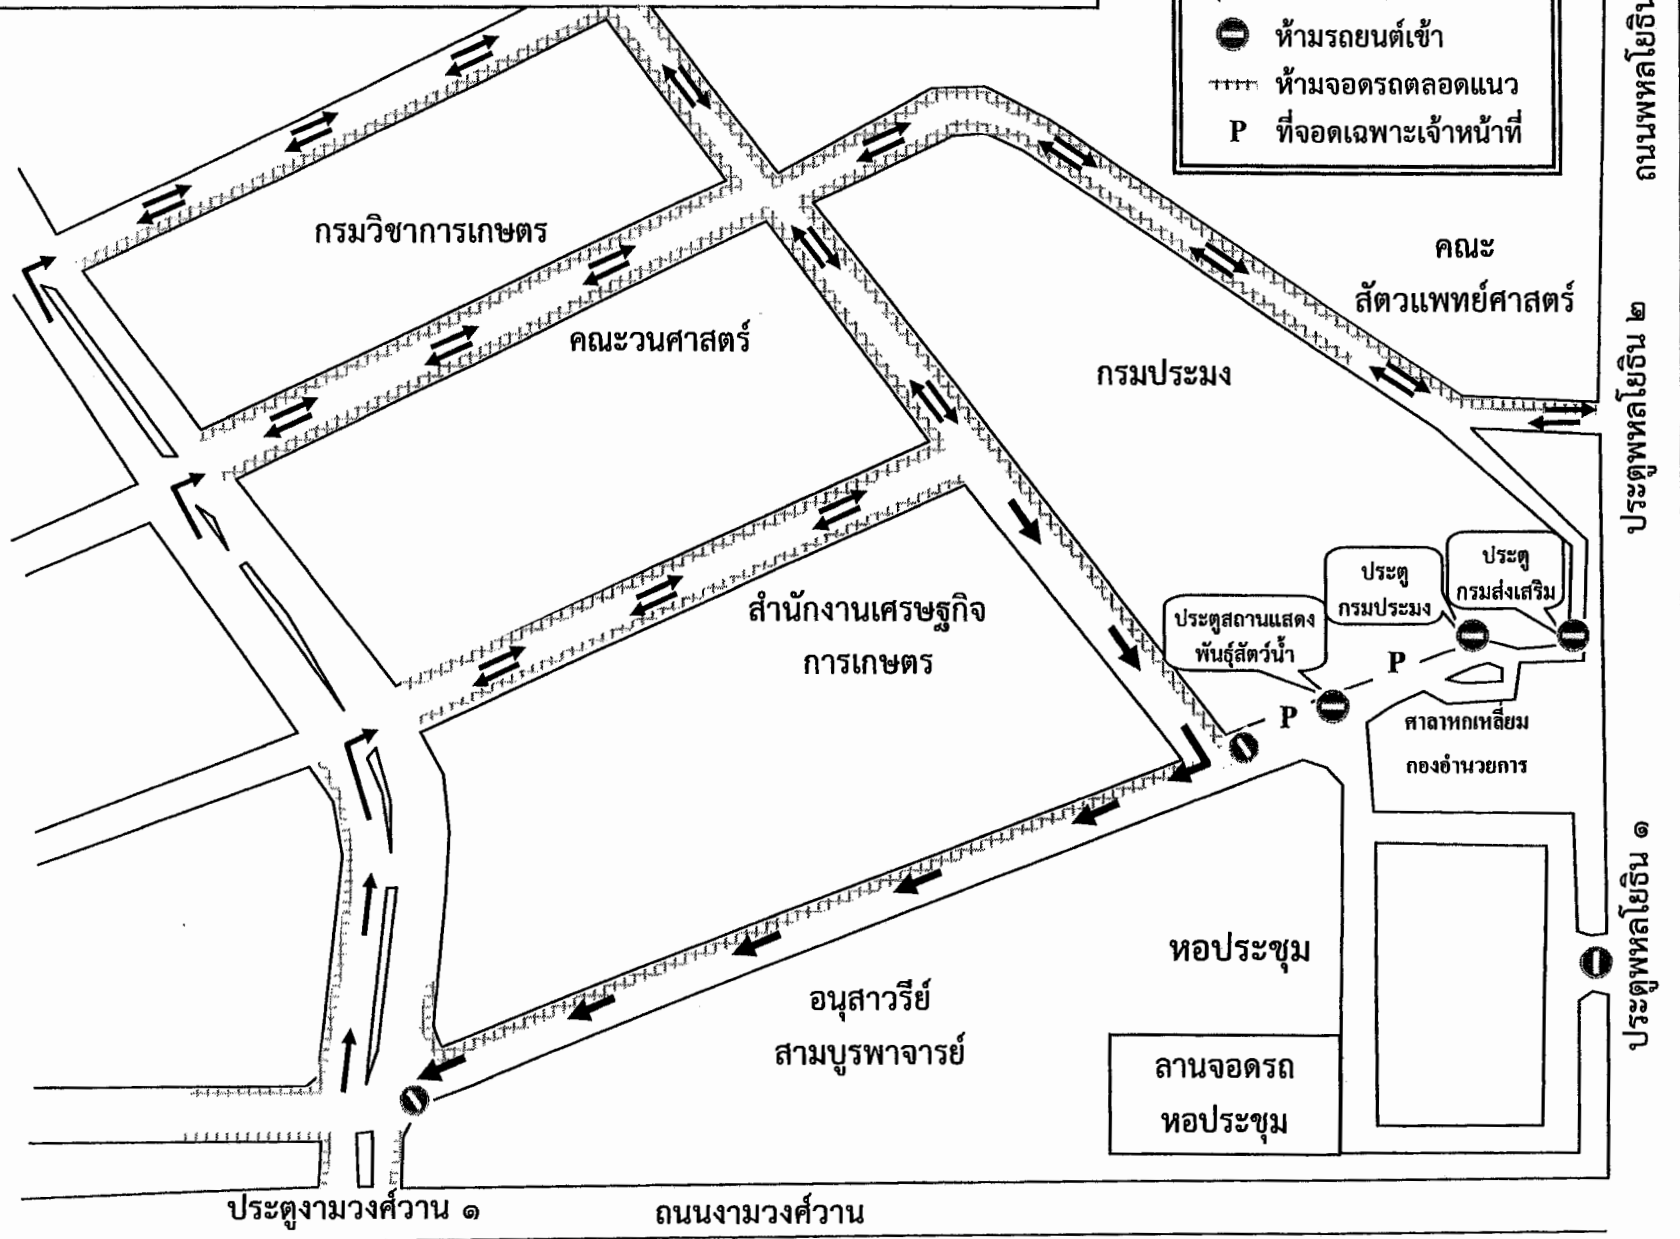 ห้ามรถยนต์เข้า
ห้ามจอดรถตลอดแนว
P ที่จอดเฉพาะเจ้าหน้าที่
ถนนพหลโยธิน
กรมวิชาการเกษตร
คณะ
สัตวแพทย์ศาสตร์
คณะวนศาสตร์
กรมประมง
ประตูพหลโยธิน ๒
ประตู
กรมส่งเสริม
ประตู
กรมประมง
ประตูสถานแสดง
พันธุ์สัตว์น้ำ
สำนักงานเศรษฐกิจ
การเกษตร
P
P
ศาลาหกเหลี่ยม
กองอำนวยการ
ประตูพหลโยธิน ๑
หอประชุม
อนุสาวรีย์
สามบูรพาจารย์
ลานจอดรถ
หอประชุม
ประตูงามวงศ์วาน ๑
ถนนงามวงศ์วาน